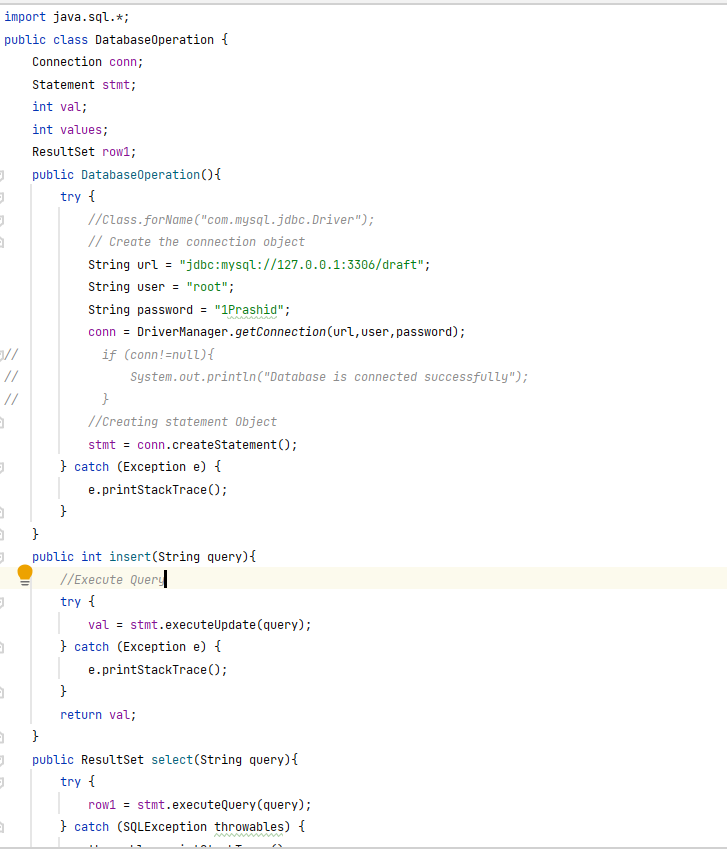 import java.sql.*;
public class DatabaseOperation {
    Connection conn;
    Statement stmt;
    int val;
    int values;
    ResultSet row1;
    public DatabaseOperation(){
        try {
            //Class.forName("com.mysql.jdbc.Driver");
            // Create the connection object
            String url = "jdbc:mysql://127.0.0.1:3306/draft";
            String user = "root";
            String password = "1Prashid";
            conn = DriverManager.getConnection(url,user,password);
//            if (conn!=null){
//                System.out.println("Database is connected successfully");
//            }
            //Creating statement Object
            stmt = conn.createStatement();
        } catch (Exception e) {
            e.printStackTrace();
        }
    }
    public int insert(String query){
        //Execute Query
        try {
            val = stmt.executeUpdate(query);
        } catch (Exception e) {
            e.printStackTrace();
        }
        return val;
    }
    public ResultSet select(String query){
        try {
            row1 = stmt.executeQuery(query);
        } catch (SQLException throwables) {